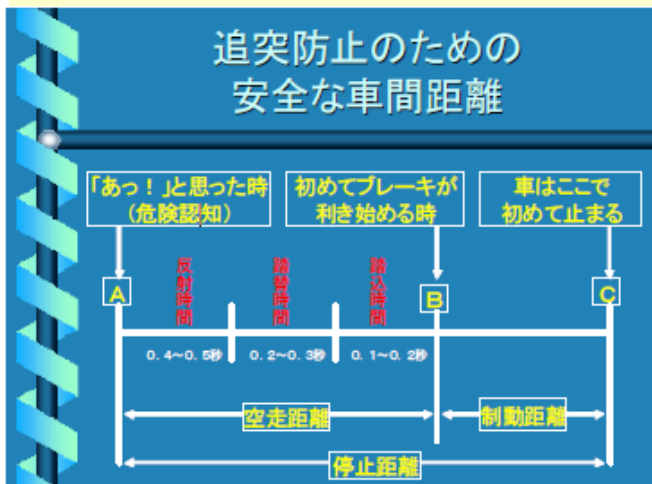 追突防止のための
安全な車間距離
「あっ！」と思った時
（危険認知）
初めてブレーキが
利き始める時
車はここで
初めて止まる
A
反射時間
踏替時間
踏込時間
B
C
0.4～0.5秒
0.2～0.3秒
0.1～0.2秒
空走距離
制動距離
停止距離